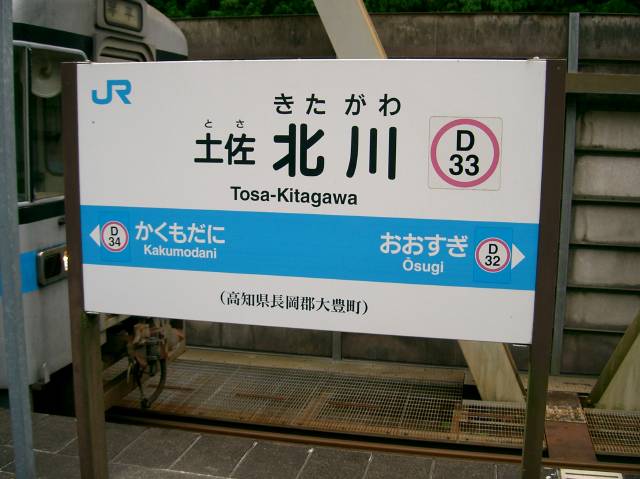 JR
とさ きたがわ
土佐 北川
D
33
Tosa-Kitagawa
D
34
かくもだに
Kakumodani
おおすぎ
Ōsugi
D
32
(高知県長岡郡大豊町)